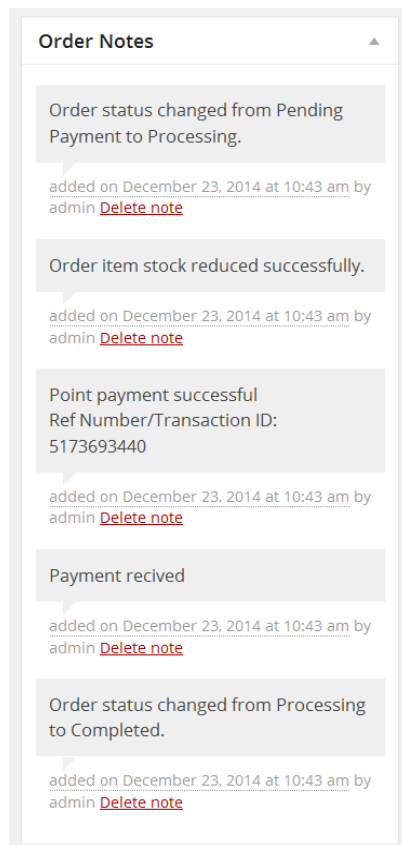 Order Notes
Order status changed from Pending
Payment to Processing.
added on December 23, 2014 at 10:43 am by
admin Delete note
Order item stock reduced successfully.
added on December 23, 2014 at 10:43 am by
admin Delete note
Point payment successful
Ref Number/Transaction ID:
5173693440
added on December 23, 2014 at 10:43 am by
admin Delete note
Payment recived
added on December 23, 2014 at 10:43 am by
admin Delete note
Order status changed from Processing
to Completed.
added on December 23, 2014 at 10:43 am by
admin Delete note